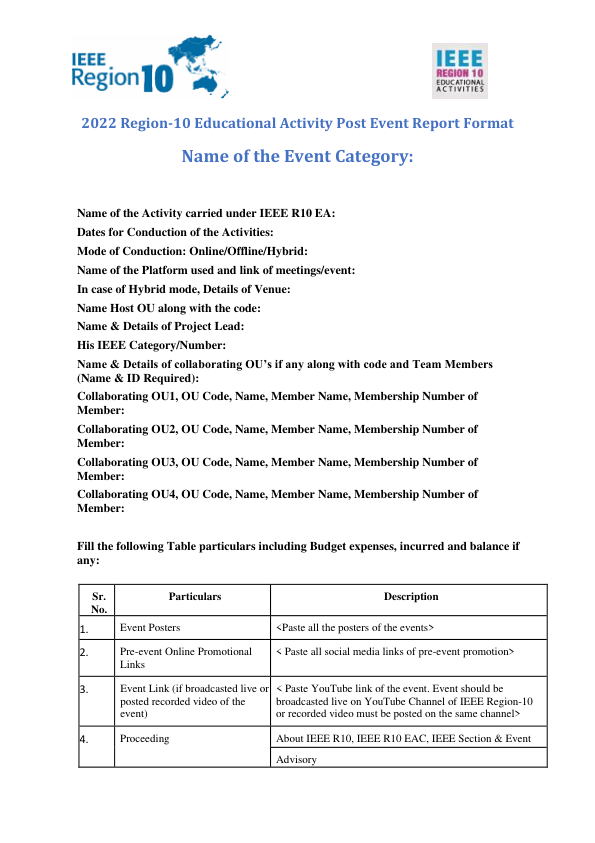 IEEE
Region 10
IEEE
REGION 10
EDUCATIONAL
ACTIVITIES
2022 Region-10 Educational Activity Post Event Report Format
Name of the Event Category:
Name of the Activity carried under IEEE R10 EA:
Dates for Conduction of the Activities:
Mode of Conduction: Online/Offline/Hybrid:
Name of the Platform used and link of meetings/event:
In case of Hybrid mode, Details of Venue:
Name Host OU along with the code:
Name & Details of Project Lead:
His IEEE Category/Number:
Name & Details of collaborating OU’s if any along with code and Team Members
(Name & ID Required):
Collaborating OU1, OU Code, Name, Member Name, Membership Number of
Member:
Collaborating OU2, OU Code, Name, Member Name, Membership Number of
Member:
Collaborating OU3, OU Code, Name, Member Name, Membership Number of
Member:
Collaborating OU4, OU Code, Name, Member Name, Membership Number of
Member:
Fill the following Table particulars including Budget expenses, incurred and balance if
any:
Sr.
No.
Particulars
Description
1.
Event Posters
<Paste all the posters of the events>
2.
Pre-event Online Promotional
Links
< Paste all social media links of pre-event promotion>
3.
Event Link (if broadcasted live or
posted recorded video of the
event)
< Paste YouTube link of the event. Event should be
broadcasted live on YouTube Channel of IEEE Region-10
or recorded video must be posted on the same channel>
4.
Proceeding
About IEEE R10, IEEE R10 EAC, IEEE Section & Event
Advisory